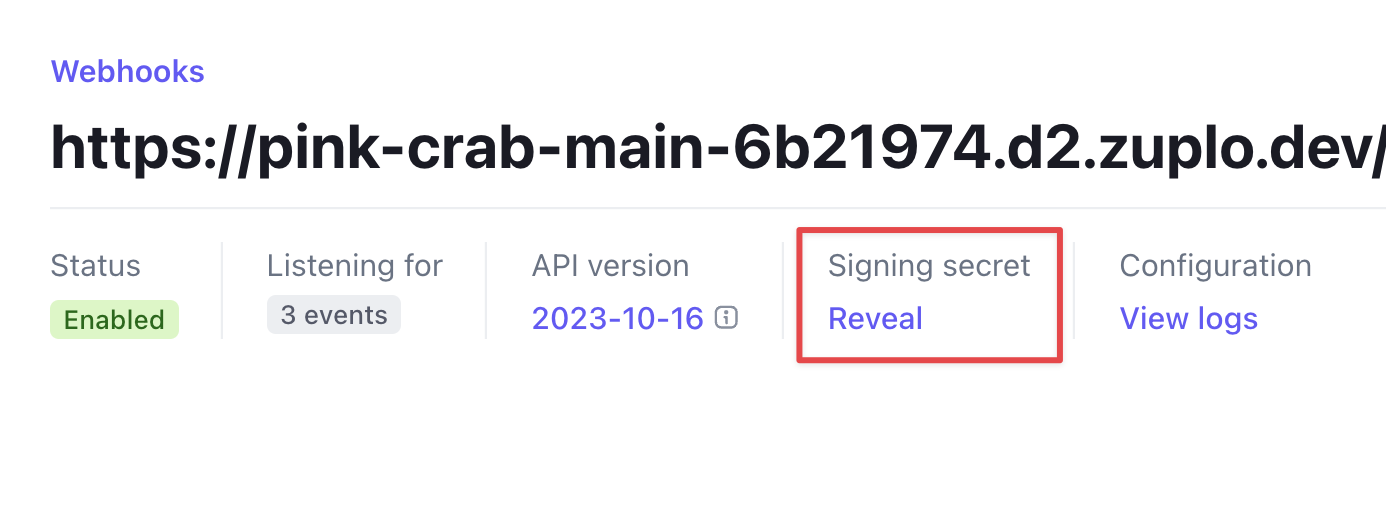 Webhooks
https://pink-crab-main-6b21974.d2.zuplo.dev/
Status
Enabled
Listening for
3 events
API version
2023-10-16
Signing secret
Reveal
Configuration
View logs